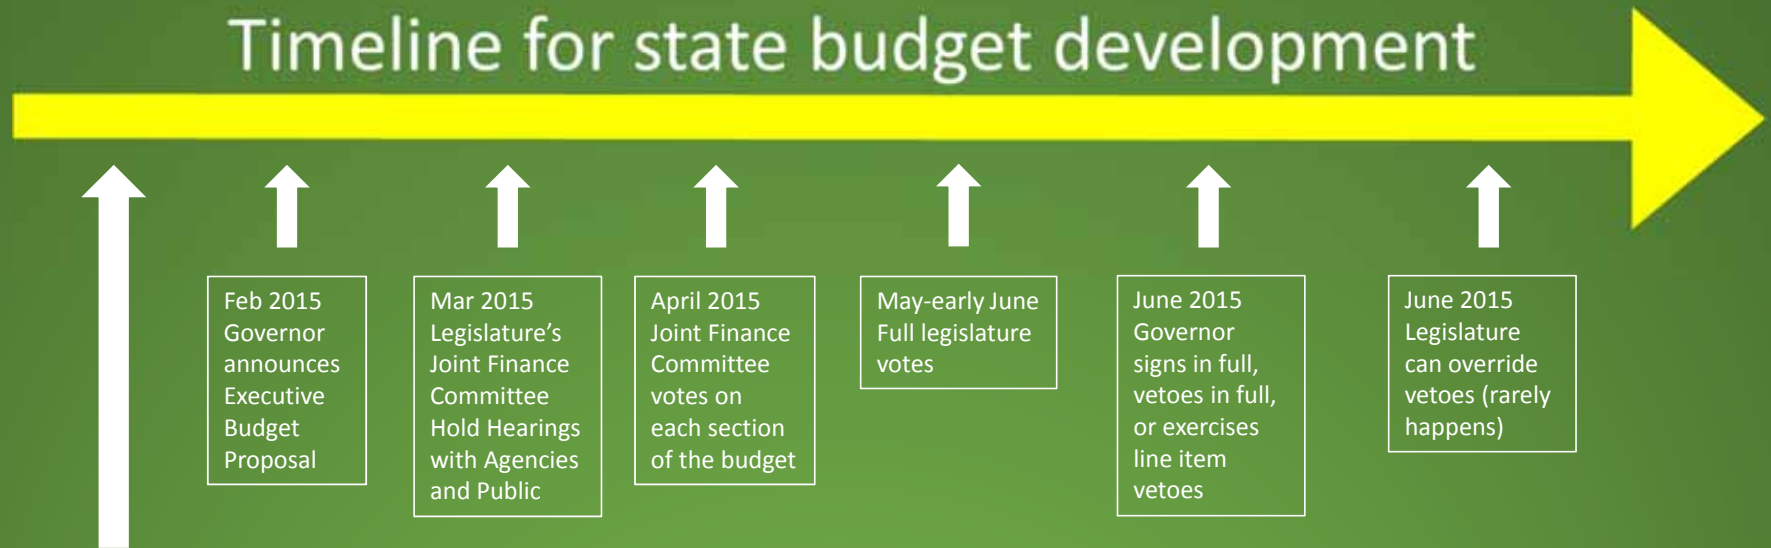 Timeline for state budget development
Feb 2015
Governor
announces
Executive
Budget
Proposal
Mar 2015
Legislature’s
Joint Finance
Committee
Hold Hearings
with Agencies
and Public
April 2015
Joint Finance
Committee
votes on
each section
of the budget
May-early June
Full legislature
votes
June 2015
Governor
signs in full,
vetoes in full,
or exercises
line item
vetoes
June 2015
Legislature
can override
vetoes (rarely
happens)